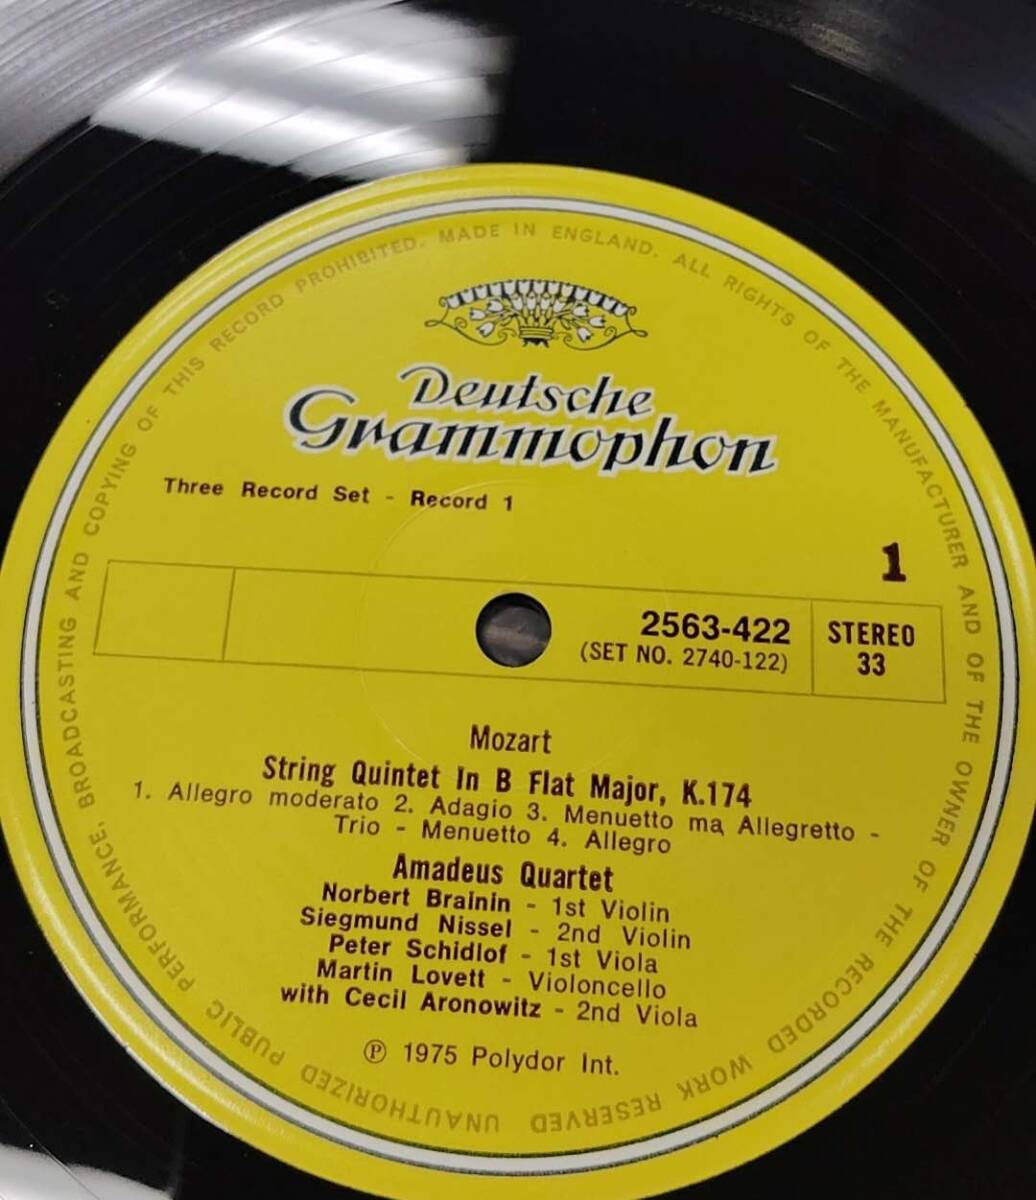 Deutsche
Grammophon
Three Record Set - Record 1
1
2563-422
(SET NO. 2740-122)
STEREO
33
Mozart
String Quintet In B Flat Major, K.174
1. Allegro moderato 2. Adagio 3. Menuetto ma Allegretto -
Trio - Menuetto 4. Allegro
Amadeus Quartet
Norbert Brainin - 1st Violin
Siegmund Nissel - 2nd Violin
Peter Schidlof - 1st Viola
Martin Lovett - Violoncello
with Cecil Aronowitz - 2nd Viola
℗ 1975 Polydor Int.
MADE IN ENGLAND. ALL RIGHTS OF THE MANUFACTURER AND OF THE OWNER OF THE RECORDED WORK RESERVED UNAUTHORIZED PUBLIC PERFORMANCE, BROADCASTING AND COPYING OF THIS RECORD PROHIBITED.